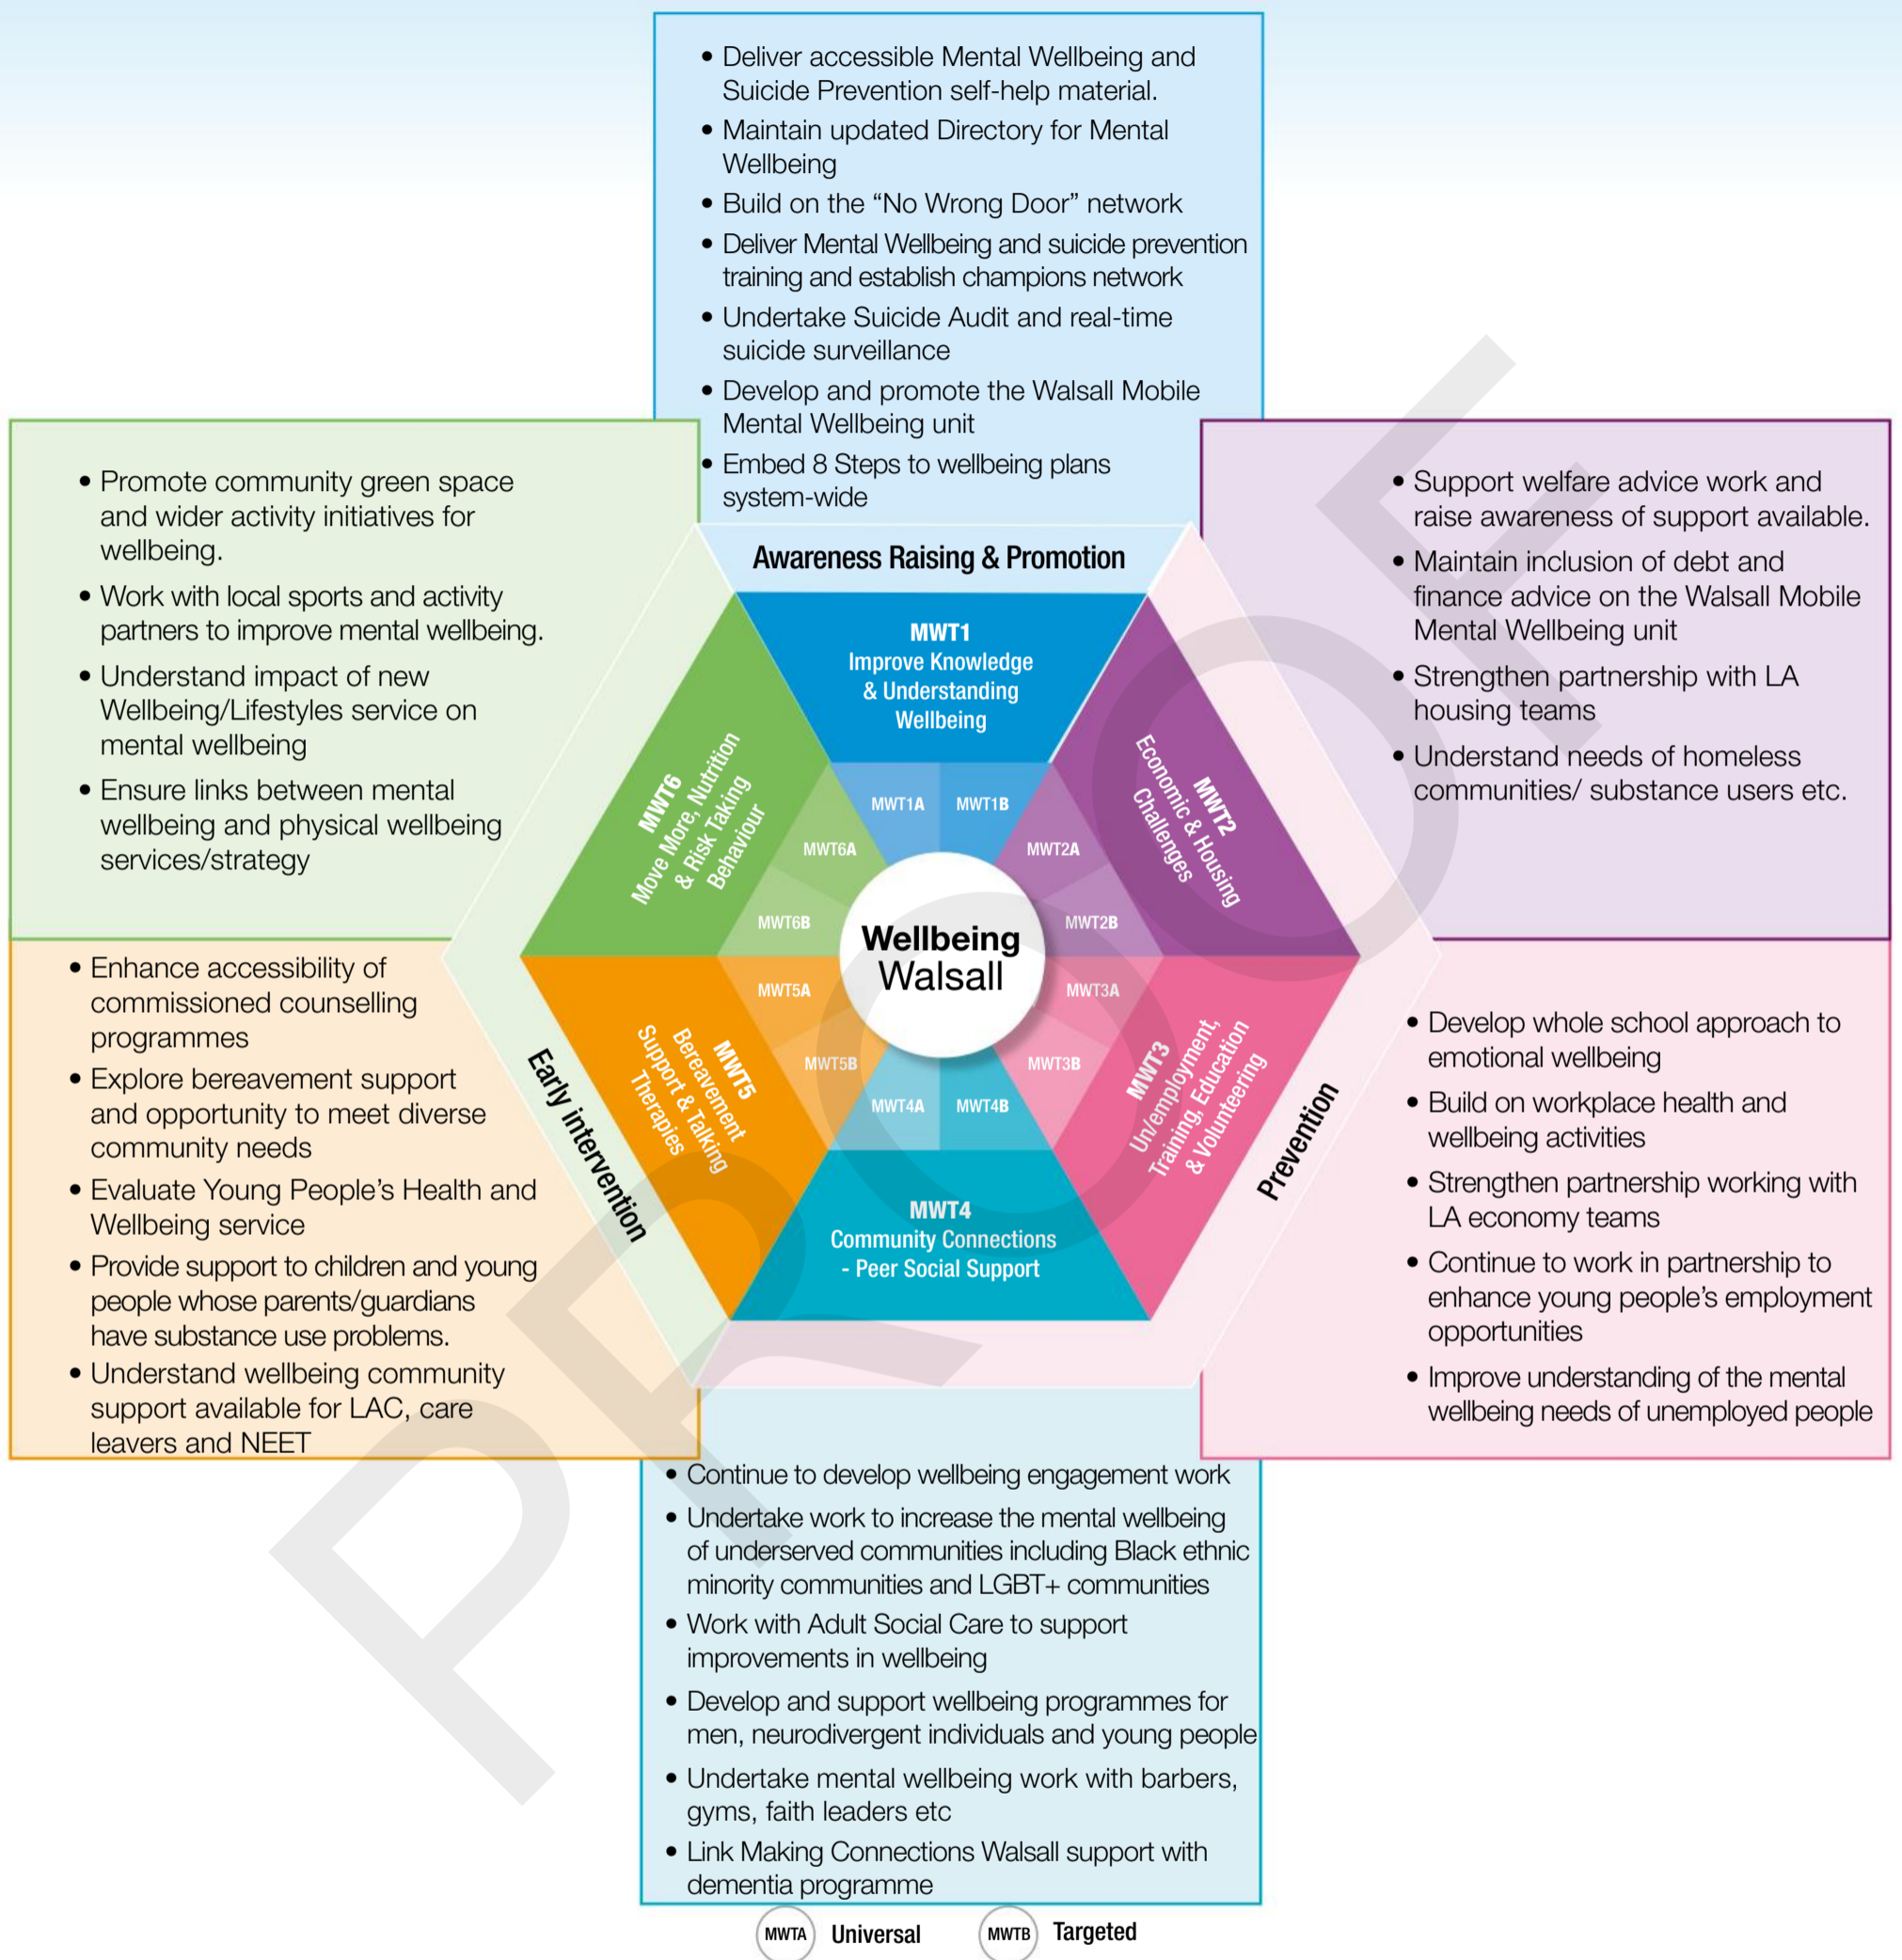 • Deliver accessible Mental Wellbeing and
Suicide Prevention self-help material.
• Maintain updated Directory for Mental
Wellbeing
• Build on the “No Wrong Door” network
• Deliver Mental Wellbeing and suicide prevention
training and establish champions network
• Undertake Suicide Audit and real-time
suicide surveillance
• Develop and promote the Walsall Mobile
Mental Wellbeing unit
• Embed 8 Steps to wellbeing plans
system-wide
• Promote community green space
and wider activity initiatives for
wellbeing.
• Work with local sports and activity
partners to improve mental wellbeing.
• Understand impact of new
Wellbeing/Lifestyles service on
mental wellbeing
• Ensure links between mental
wellbeing and physical wellbeing
services/strategy
• Support welfare advice work and
raise awareness of support available.
• Maintain inclusion of debt and
finance advice on the Walsall Mobile
Mental Wellbeing unit
• Strengthen partnership with LA
housing teams
• Understand needs of homeless
communities/ substance users etc.
Awareness Raising & Promotion
MWT1
Improve Knowledge
& Understanding
Wellbeing
MWT1A
MWT1B
MWT6
Move More, Nutrition
& Risk Taking
Behaviour
MWT6A
MWT6B
MWT2
Economic & Housing
Challenges
MWT2A
MWT2B
Wellbeing
Walsall
MWT5A
MWT5B
MWT5
Bereavement
Support & Talking
Therapies
MWT3A
MWT3B
MWT3
Un/employment,
Training, Education
& Volunteering
MWT4A
MWT4B
MWT4
Community Connections
- Peer Social Support
Early intervention
Prevention
• Enhance accessibility of
commissioned counselling
programmes
• Explore bereavement support
and opportunity to meet diverse
community needs
• Evaluate Young People’s Health and
Wellbeing service
• Provide support to children and young
people whose parents/guardians
have substance use problems.
• Understand wellbeing community
support available for LAC, care
leavers and NEET
• Develop whole school approach to
emotional wellbeing
• Build on workplace health and
wellbeing activities
• Strengthen partnership working with
LA economy teams
• Continue to work in partnership to
enhance young people’s employment
opportunities
• Improve understanding of the mental
wellbeing needs of unemployed people
• Continue to develop wellbeing engagement work
• Undertake work to increase the mental wellbeing
of underserved communities including Black ethnic
minority communities and LGBT+ communities
• Work with Adult Social Care to support
improvements in wellbeing
• Develop and support wellbeing programmes for
men, neurodivergent individuals and young people
• Undertake mental wellbeing work with barbers,
gyms, faith leaders etc
• Link Making Connections Walsall support with
dementia programme
MWTA Universal
MWTB Targeted
PROOF